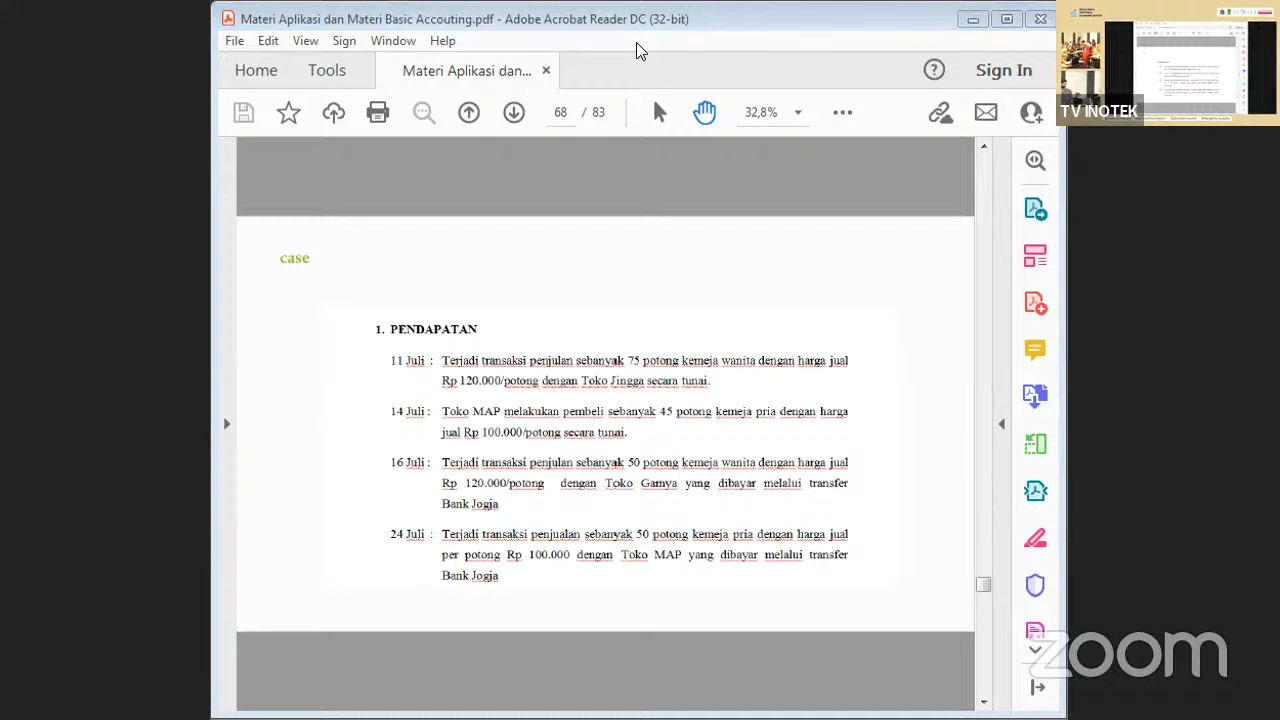 Materi Aplikasi dan Materi Basic Accouting.pdf - Adobe Acrobat Reader DC (32-bit)
File Edit View Sign Window Help
Home Tools Materi Aplikasi dan... × Sign In
68 / 83 32,8%
TV INOTEK
case
1. PENDAPATAN
11 Juli : Terjadi transaksi penjulan sebanyak 75 potong kemeja wanita dengan harga jual
Rp 120.000/potong dengan Toko Jingga secara tunai.
14 Juli : Toko MAP melakukan pembeli sebanyak 45 potong kemeja pria dengan harga
jual Rp 100.000/potong secara tunai.
16 Juli : Terjadi transaksi penjulan sebanyak 50 potong kemeja wanita dengan harga jual
Rp 120.000/potong dengan Toko Gamya yang dibayar melalui transfer
Bank Jogja
24 Juli : Terjadi transaksi penjualan sebanyak 50 potong kemeja pria dengan harga jual
per potong Rp 100.000 dengan Toko MAP yang dibayar melalui transfer
Bank Jogja
zoom